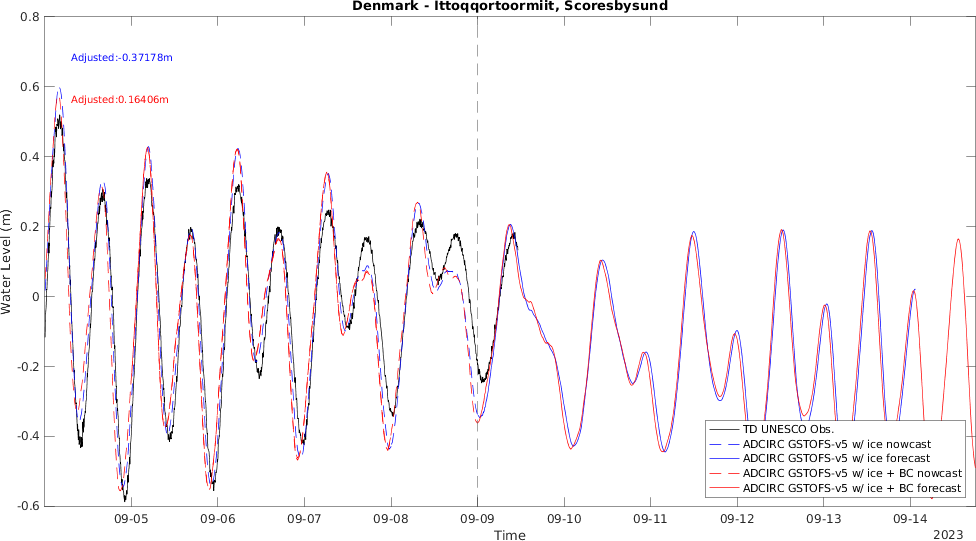 Denmark - Ittoqqortoormiit, Scoresbysund
0.8
Adjusted:-0.37178m
0.6
Adjusted:0.16406m
0.4
0.2
0
-0.2
-0.4
-0.6
Water Level (m)
TD UNESCO Obs.
ADCIRC GSTOFS-v5 w/ ice nowcast
ADCIRC GSTOFS-v5 w/ ice forecast
ADCIRC GSTOFS-v5 w/ ice + BC nowcast
ADCIRC GSTOFS-v5 w/ ice + BC forecast
09-05 09-06 09-07 09-08 09-09 09-10 09-11 09-12 09-13 09-14
Time
2023